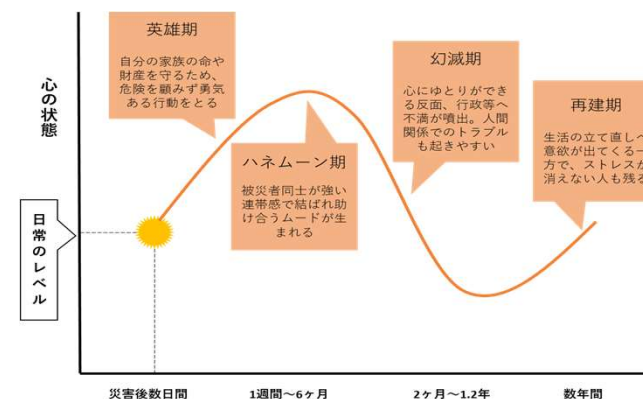 英雄期
自分の家族の命や
財産を守るため、
危険を顧みず勇気
ある行動をとる
ハネムーン期
被災者同士が強い
連帯感で結ばれ助
け合うムードが生
まれる
幻滅期
心にゆとりができ
る反面、行政等へ
不満が噴出。人間
関係でのトラブル
も起きやすい
再建期
生活の立て直しへ
意欲が出てくる一
方で、ストレスが
消えない人も残る
心の状態
日常のレベル
災害後数日間
1週間～6ヶ月
2ヶ月～1.2年
数年間